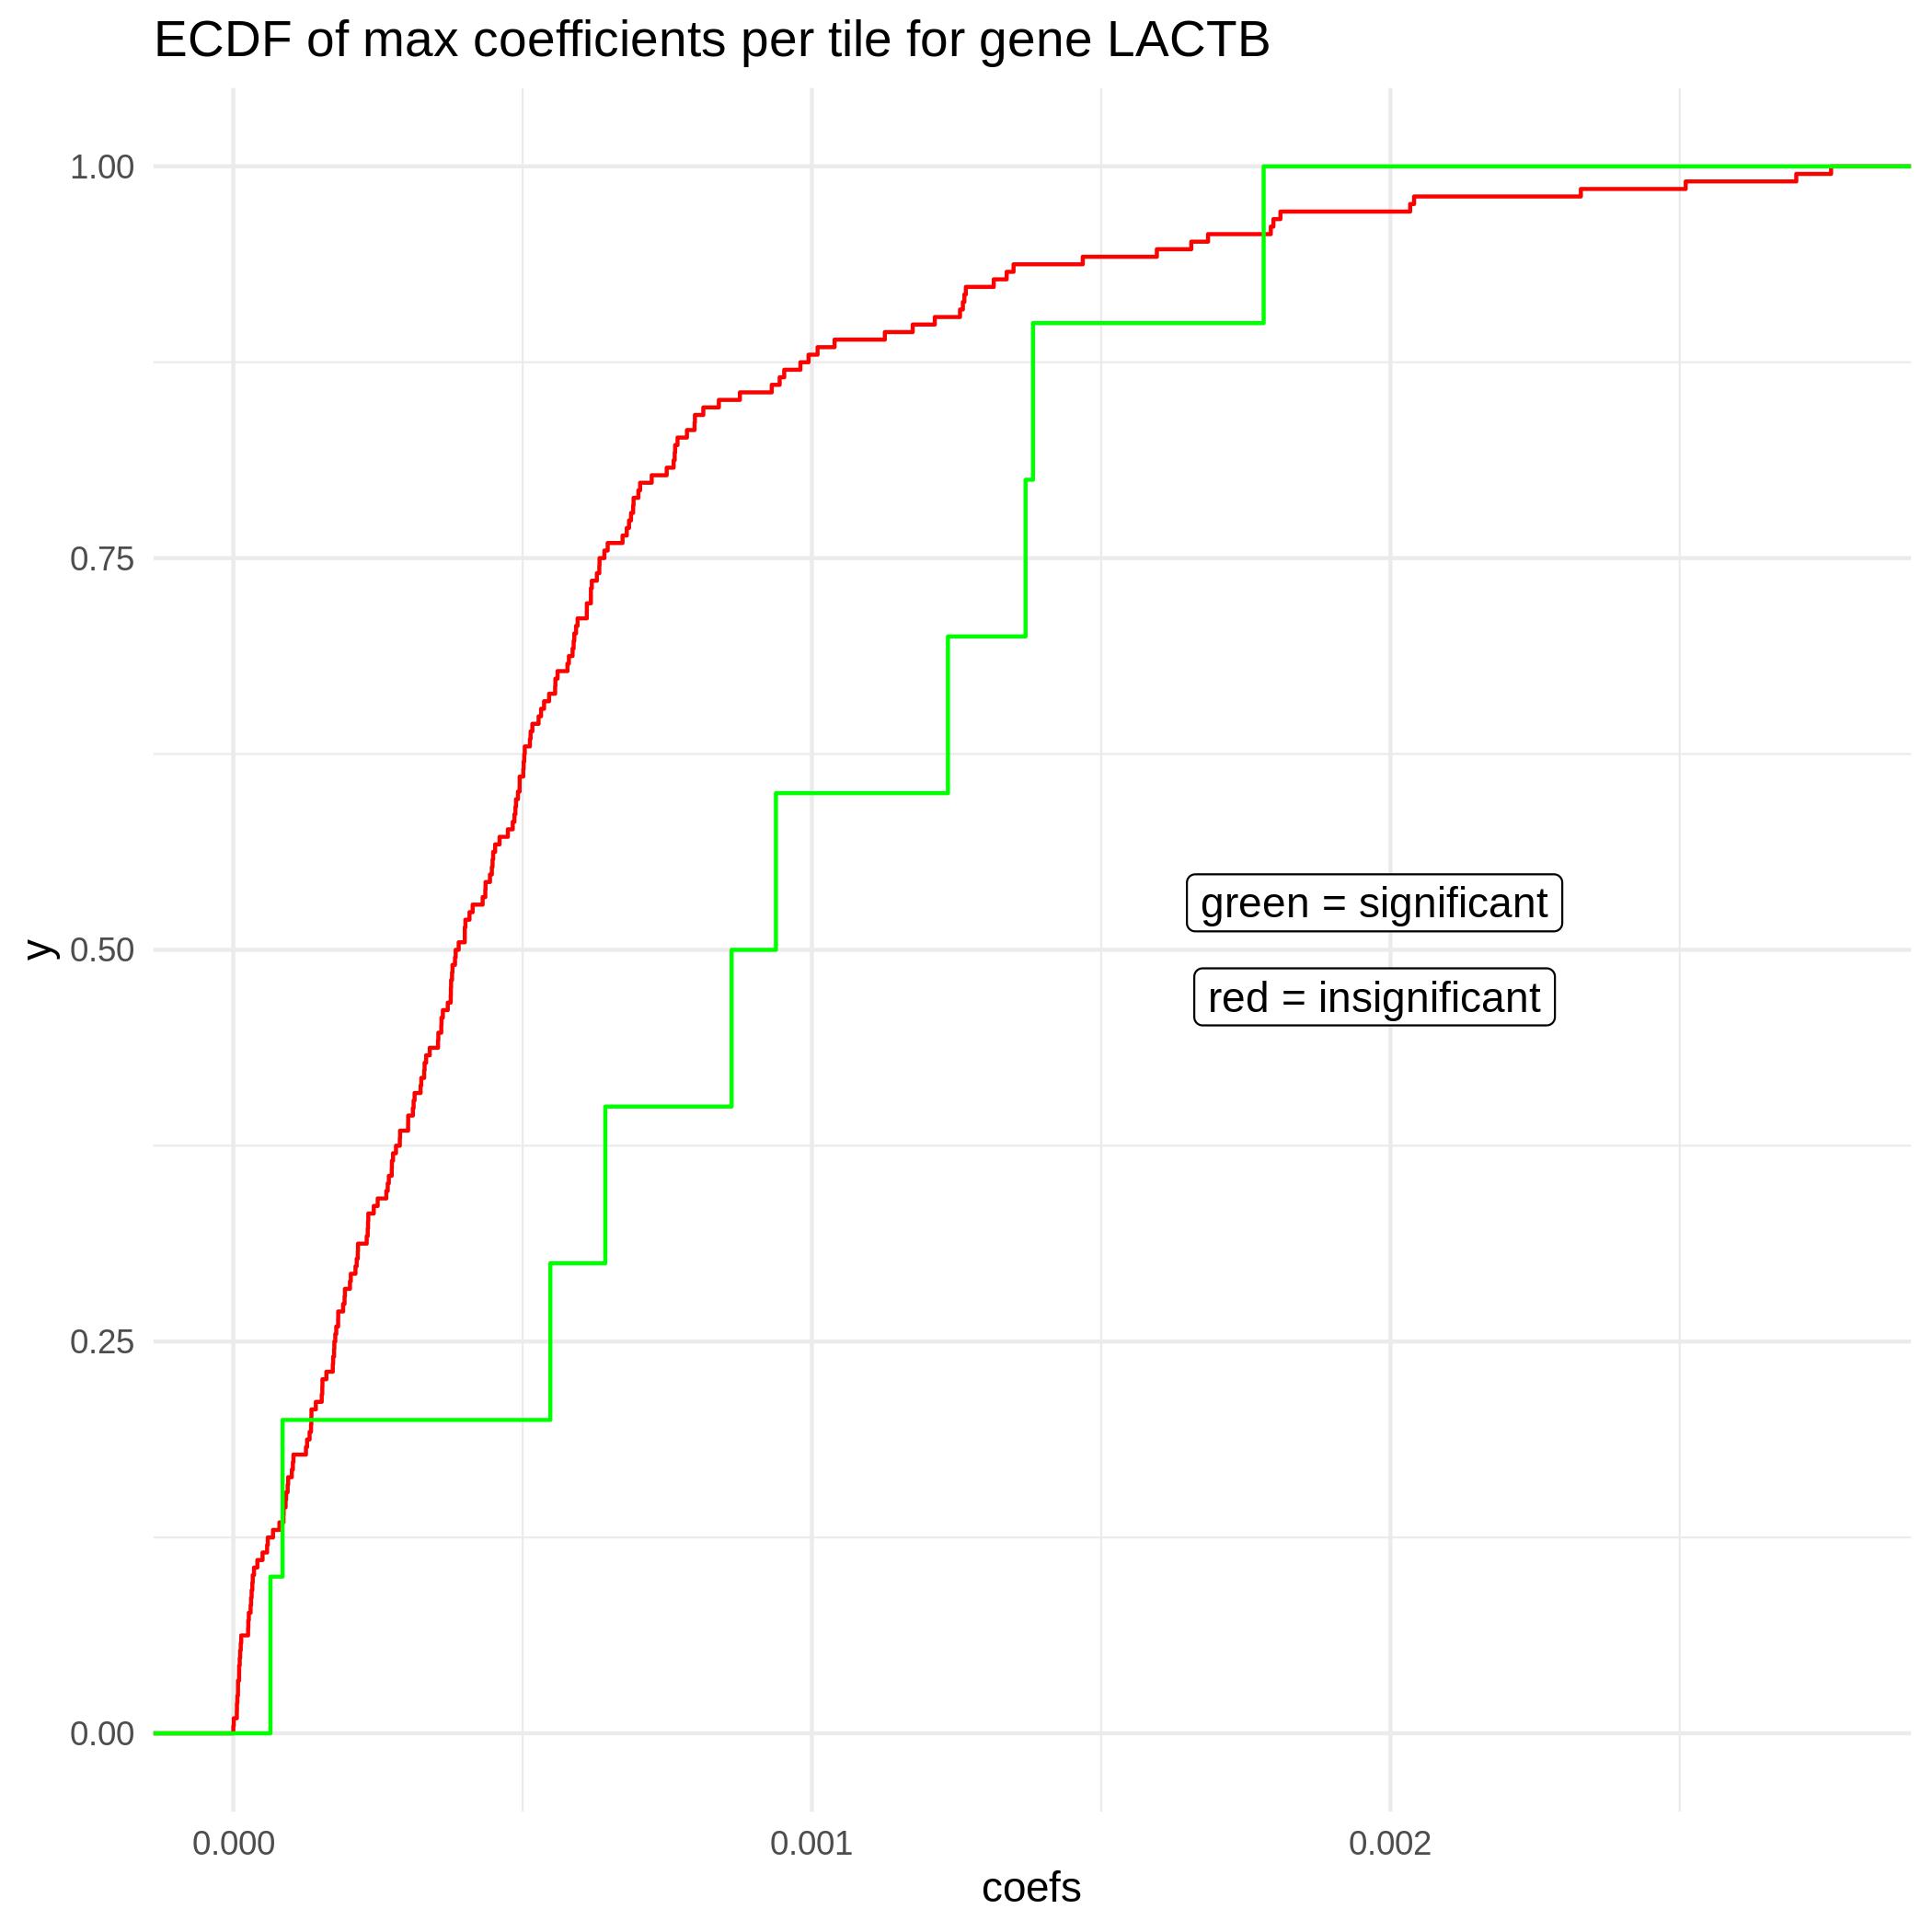 ECDF of max coefficients per tile for gene LACTB
1.00
0.75
0.50
0.25
0.00
y
green = significant
red = insignificant
0.000 0.001 0.002
coefs